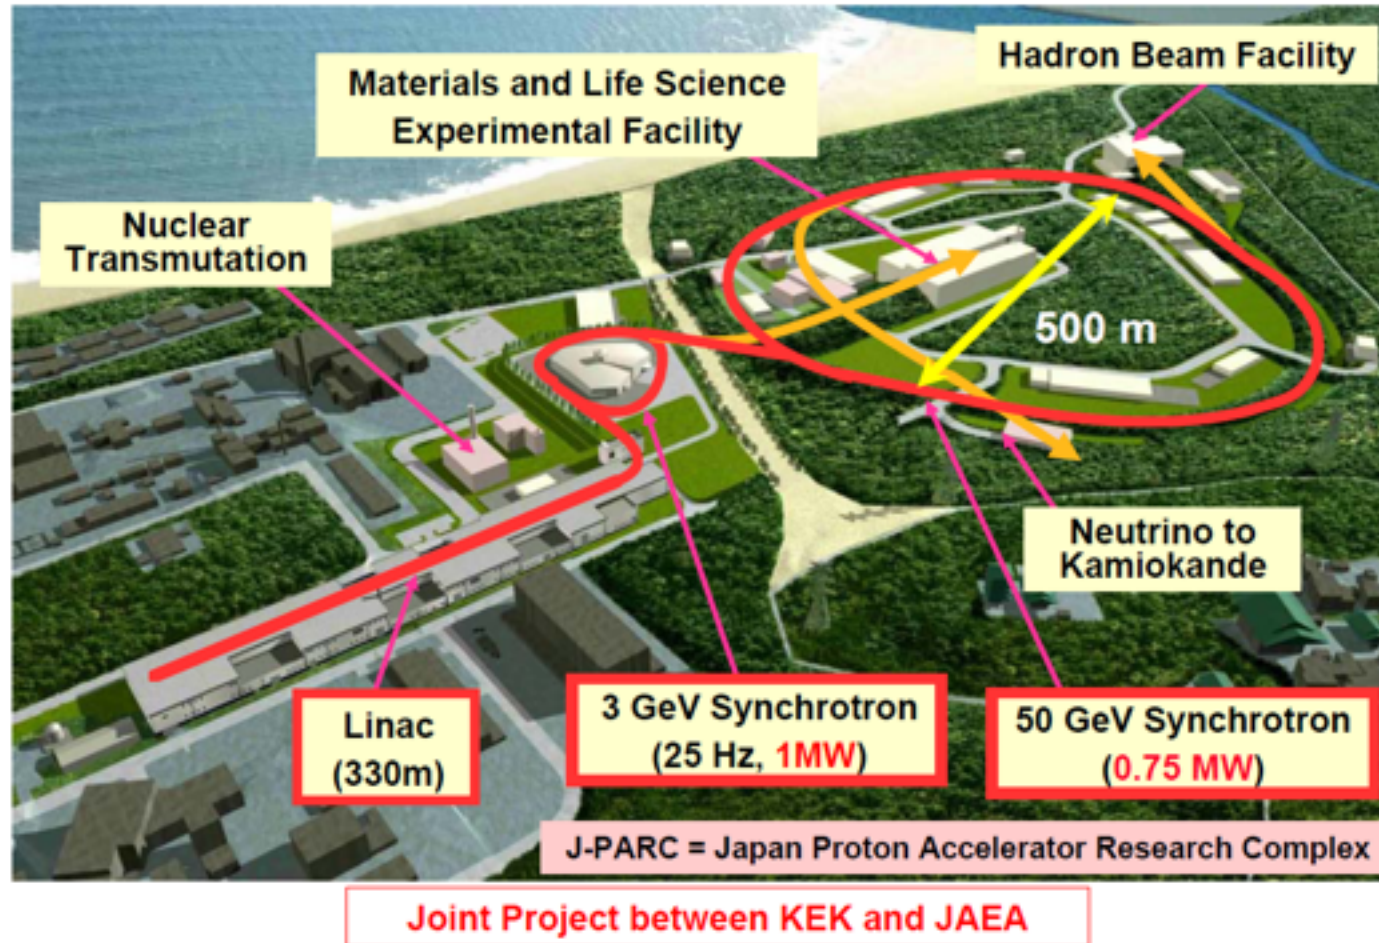 Hadron Beam Facility
Materials and Life Science
Experimental Facility
Nuclear
Transmutation
500 m
Neutrino to
Kamiokande
Linac
(330m)
3 GeV Synchrotron
(25 Hz, 1MW)
50 GeV Synchrotron
(0.75 MW)
J-PARC = Japan Proton Accelerator Research Complex
Joint Project between KEK and JAEA